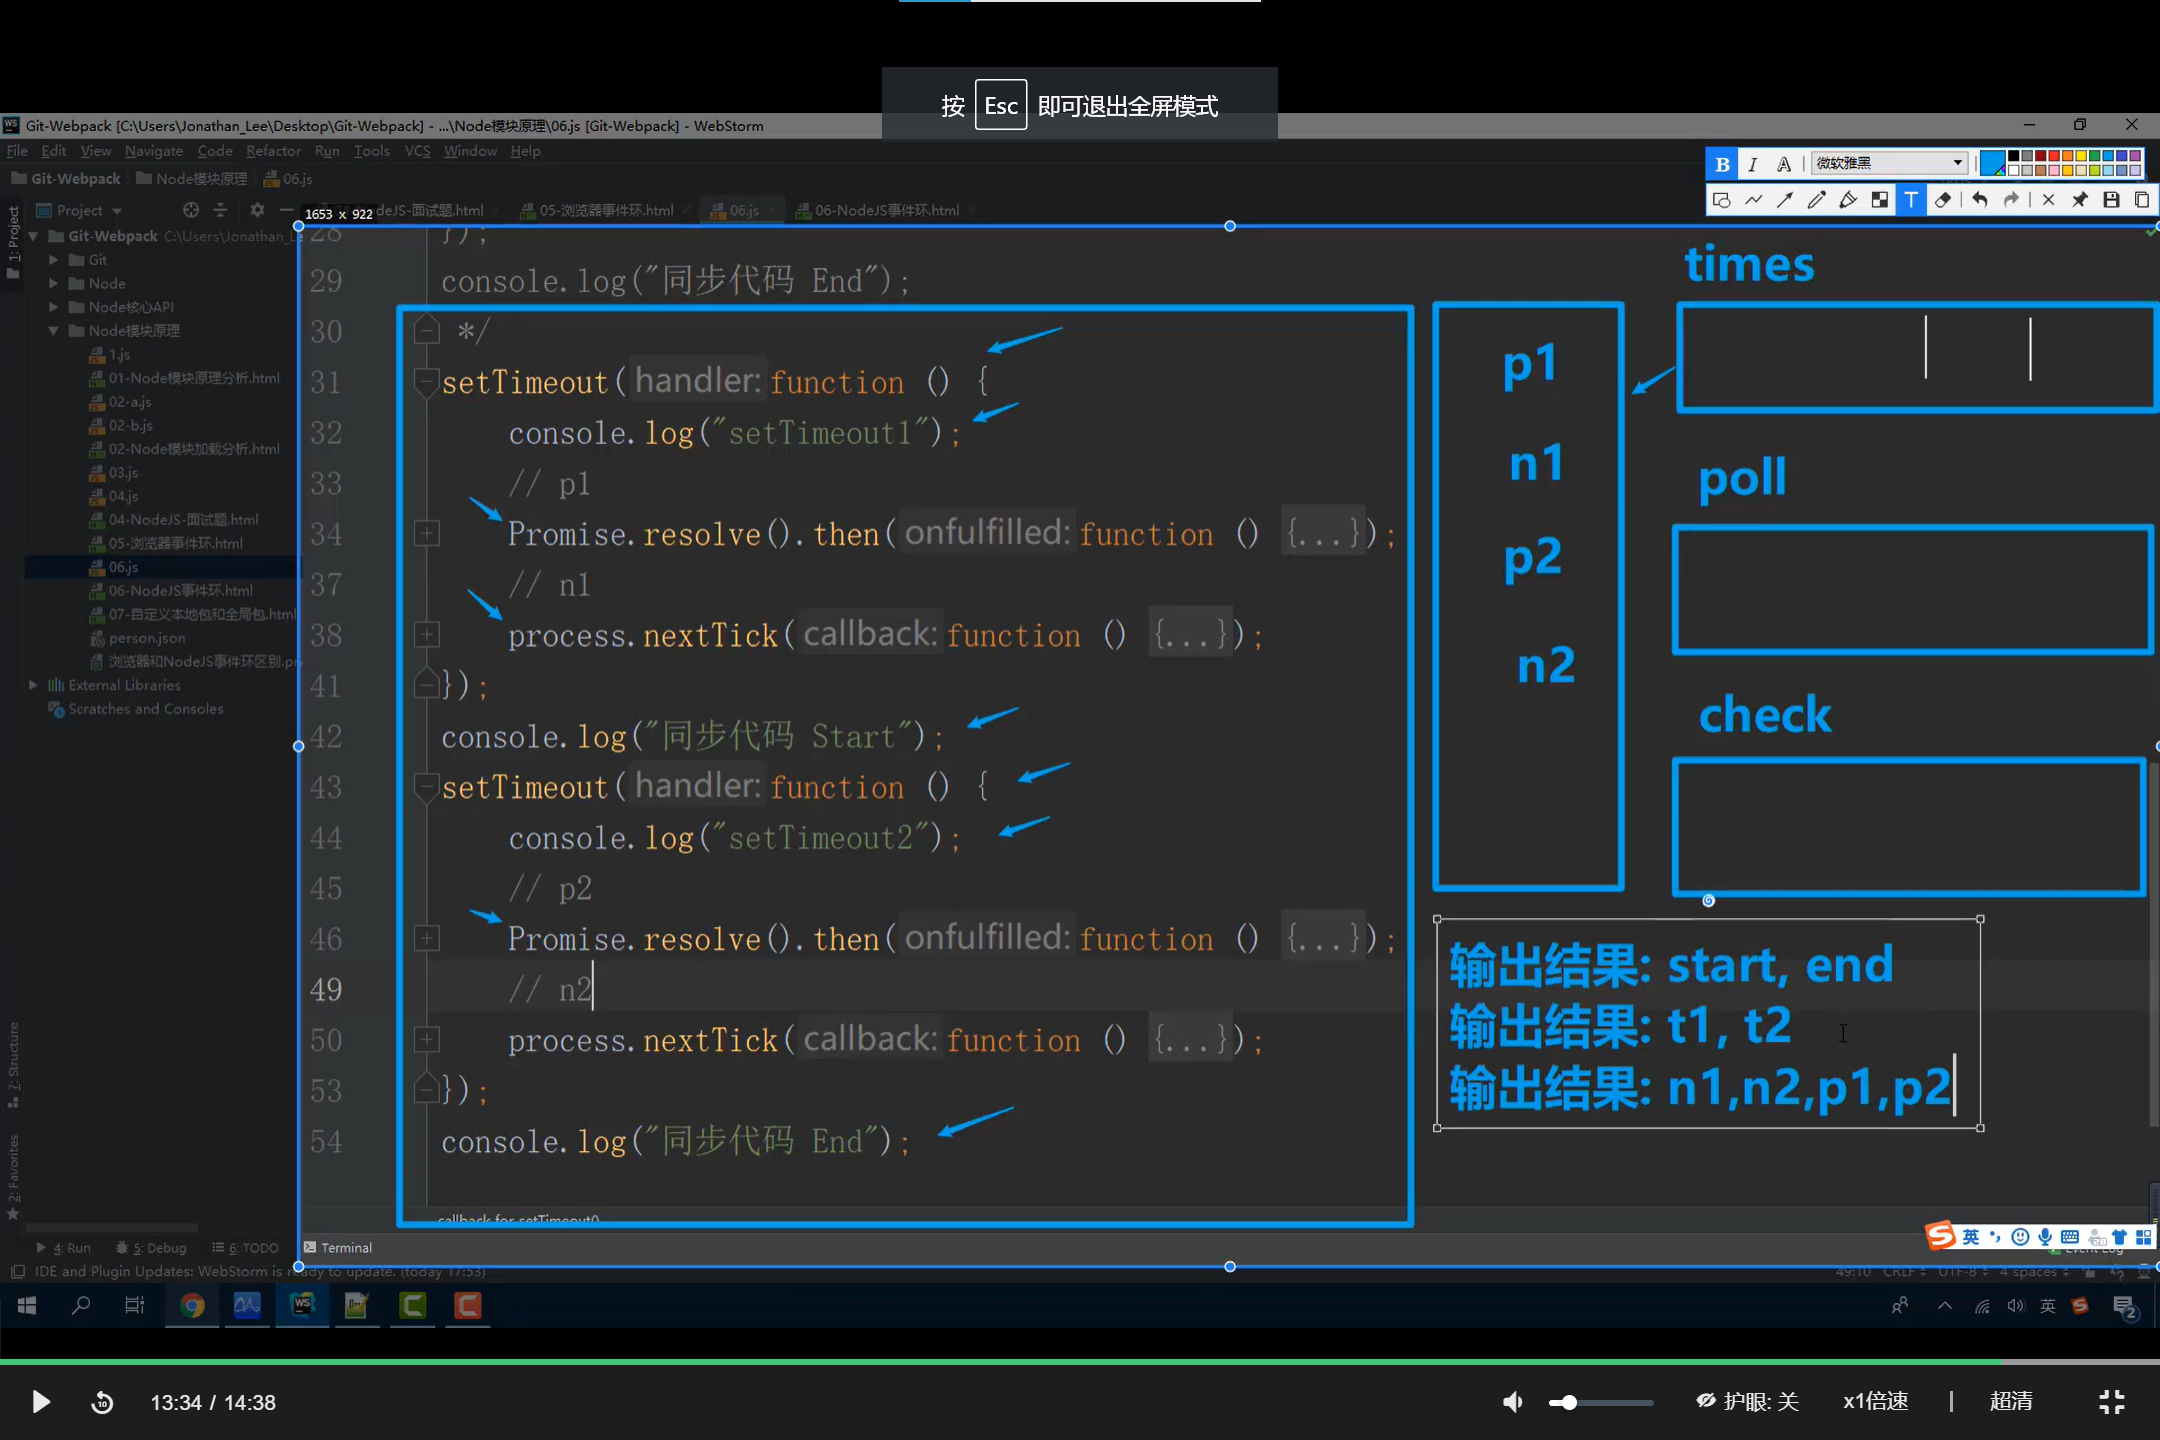 按 Esc 即可退出全屏模式
Git-Webpack [C:\Users\Jonathan_Lee\Desktop\Git-Webpack] - ...\Node模块原理\06.js [Git-Webpack] - WebStorm
File Edit View Navigate Code Refactor Run Tools VCS Window Help
Git-Webpack Node模块原理 06.js
B I A 微软雅黑
T
Project
1653 x 922
deJS-面试题.html 05-浏览器事件环.html 06.js 06-NodeJS事件环.html
1: Project
Git-Webpack C:\Users\Jonathan_Le
Git
Node
Node核心API
Node模块原理
1.js
01-Node模块原理分析.html
02-a.js
02-b.js
02-Node模块加载分析.html
03.js
04.js
04-NodeJS-面试题.html
05-浏览器事件环.html
06.js
06-NodeJS事件环.html
07-自定义本地包和全局包.html
person.json
浏览器和NodeJS事件环区别.pn
External Libraries
Scratches and Consoles
7: Structure
2: Favorites
28 });
29 console.log("同步代码 End");
30 */
31 setTimeout( handler: function () {
32 console.log("setTimeout1");
33 // p1
34 Promise.resolve().then( onfulfilled: function () {...});
37 // n1
38 process.nextTick( callback: function () {...});
41 });
42 console.log("同步代码 Start");
43 setTimeout( handler: function () {
44 console.log("setTimeout2");
45 // p2
46 Promise.resolve().then( onfulfilled: function () {...});
49 // n2
50 process.nextTick( callback: function () {...});
53 });
54 console.log("同步代码 End");
callback for setTimeout()
p1
n1
p2
n2
times
poll
check
输出结果: start, end
输出结果: t1, t2
输出结果: n1,n2,p1,p2
英
4: Run 5: Debug 6: TODO Terminal Event Log
IDE and Plugin Updates: WebStorm is ready to update. (today 17:53)
49:10 CRLF UTF-8 4 spaces
WS
英
2
10
13:34 / 14:38
护眼: 关 x1倍速 | 超清